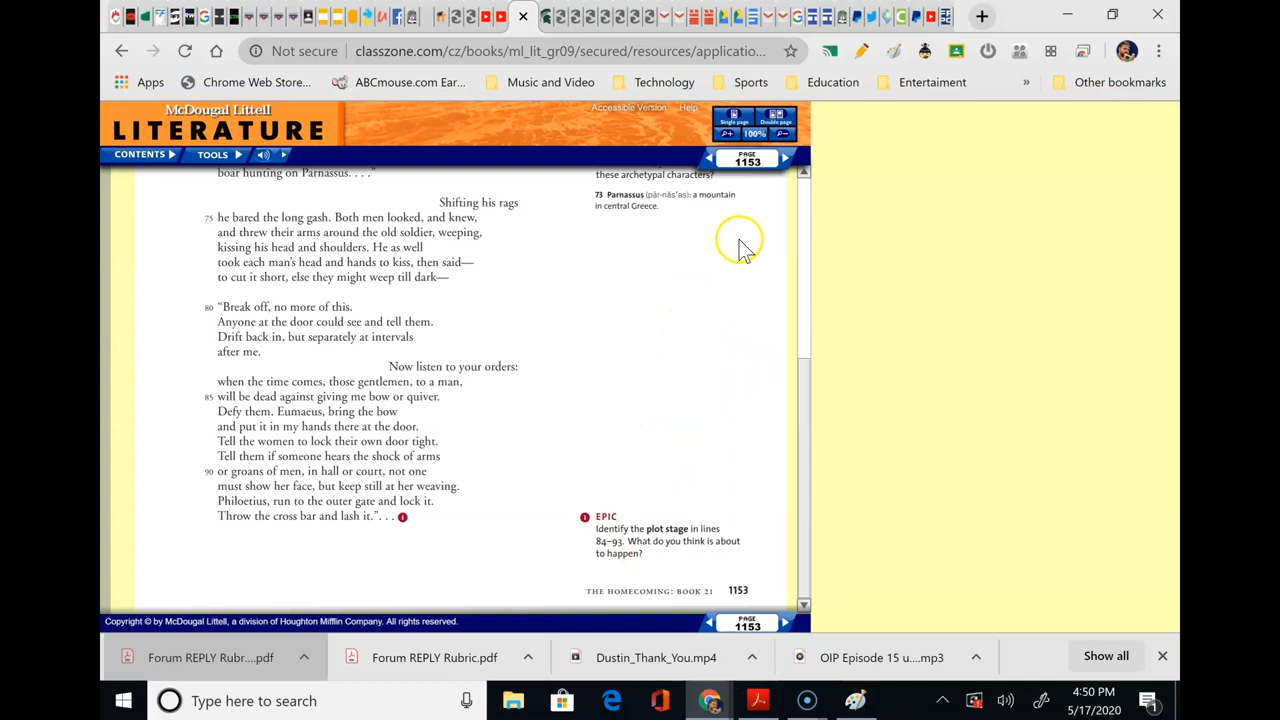 Not secure
classzone.com/cz/books/ml_lit_gr09/secured/resources/applicatio...
Apps
Chrome Web Store...
ABCmouse.com Ear...
Music and Video
Technology
Sports
Education
Entertaiment
»
Other bookmarks
McDougal Littell
LITERATURE
Accessible Version
Help
Single page
Double page
100%
CONTENTS
TOOLS
PAGE
1153
boar hunting on Parnassus. . . ."
these archetypal characters?
73 Parnassus (pär-năs'əs): a mountain
in central Greece.
Shifting his rags
75 he bared the long gash. Both men looked, and knew,
and threw their arms around the old soldier, weeping,
kissing his head and shoulders. He as well
took each man's head and hands to kiss, then said—
to cut it short, else they might weep till dark—
80 "Break off, no more of this.
Anyone at the door could see and tell them.
Drift back in, but separately at intervals
after me.
Now listen to your orders:
when the time comes, those gentlemen, to a man,
85 will be dead against giving me bow or quiver.
Defy them. Eumaeus, bring the bow
and put it in my hands there at the door.
Tell the women to lock their own door tight.
Tell them if someone hears the shock of arms
90 or groans of men, in hall or court, not one
must show her face, but keep still at her weaving.
Philoetius, run to the outer gate and lock it.
Throw the cross bar and lash it.". . .
I EPIC
Identify the plot stage in lines
84–93. What do you think is about
to happen?
THE HOMECOMING: BOOK 21 1153
Copyright © by McDougal Littell, a division of Houghton Mifflin Company. All rights reserved.
PAGE
1153
Forum REPLY Rubr....pdf
Forum REPLY Rubric.pdf
Dustin_Thank_You.mp4
OIP Episode 15 u....mp3
Show all
Type here to search
4:50 PM
5/17/2020
1